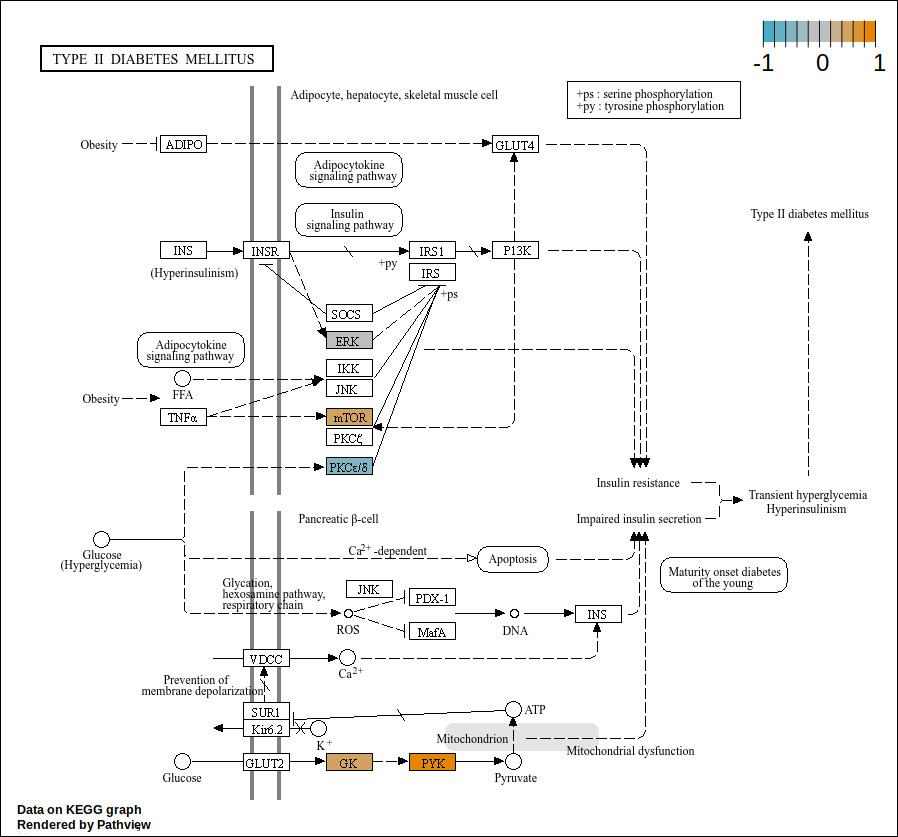 -1 0 1
TYPE II DIABETES MELLITUS
Adipocyte, hepatocyte, skeletal muscle cell
+ps : serine phosphorylation
+py : tyrosine phosphorylation
Obesity
ADIPO
GLUT4
Adipocytokine
signaling pathway
Insulin
signaling pathway
Type II diabetes mellitus
INS
INSR
IRS1
P13K
(Hyperinsulinism)
+py
IRS
+ps
SOCS
ERK
Adipocytokine
signaling pathway
IKK
FFA
JNK
Obesity
TNFα
mTOR
PKCζ
PKCε/δ
Insulin resistance
Transient hyperglycemia
Hyperinsulinism
Pancreatic β-cell
Impaired insulin secretion
Glucose
(Hyperglycemia)
Ca2+ -dependent
Apoptosis
Maturity onset diabetes
of the young
Glycation,
hexosamine pathway,
respiratory chain
JNK
PDX-1
ROS
MafA
DNA
INS
VDCC
Ca2+
Prevention of
membrane depolarization
SUR1
ATP
Kir6.2
K+
Mitochondrion
Mitochondrial dysfunction
GLUT2
GK
PYK
Glucose
Pyruvate
Data on KEGG graph
Rendered by Pathview